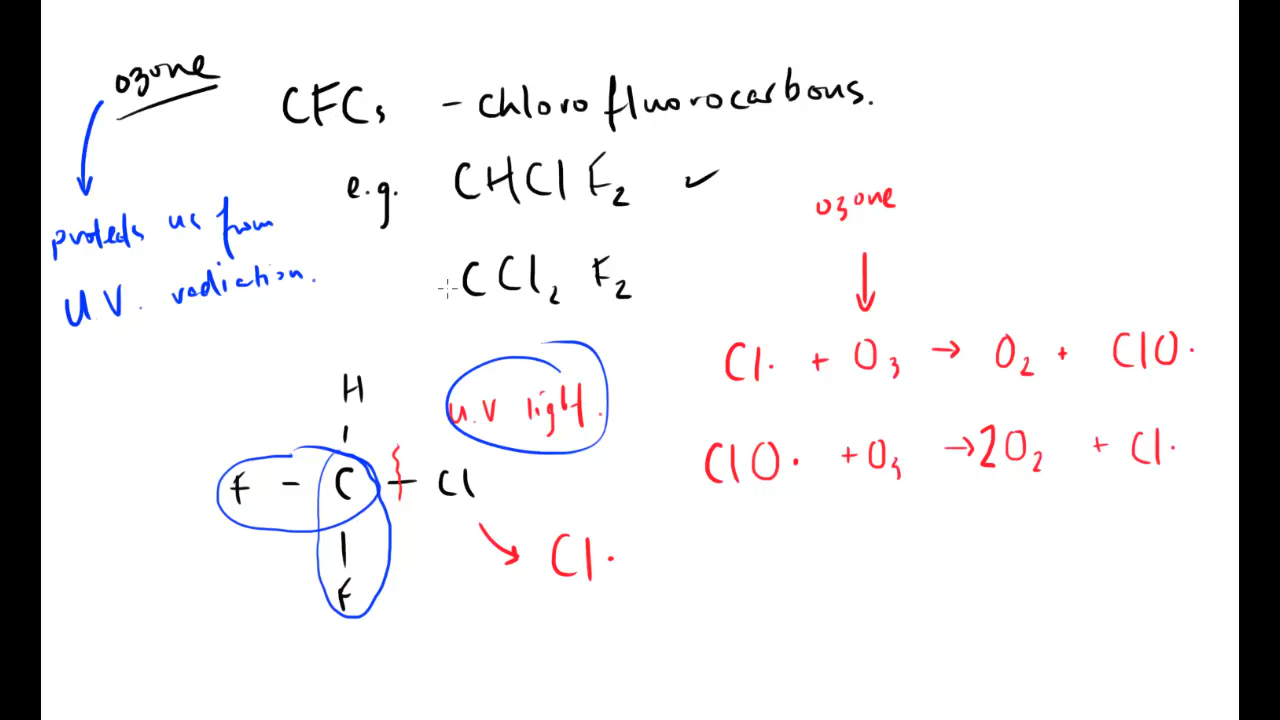 ozone
CFCs - chlorofluorocarbons.
e.g. CHClF₂ ✓
protects us from
U.V. radiation.
CCl₂F₂
ozone
Cl· + O₃ → O₂ + ClO·
ClO· + O₃ → 2O₂ + Cl·
u.v light.
H
F - C - Cl
F
Cl·